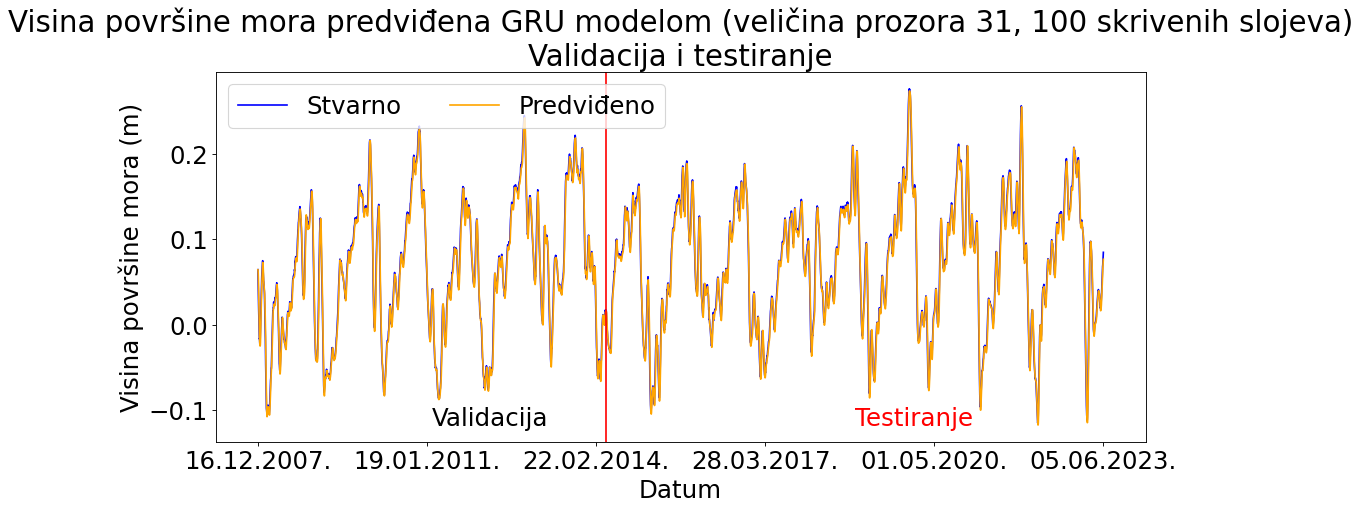 Visina površine mora predviđena GRU modelom (veličina prozora 31, 100 skrivenih slojeva)
Validacija i testiranje
Stvarno
Predviđeno
Visina površine mora (m)
0.2
0.1
0.0
−0.1
Validacija
Testiranje
16.12.2007.
19.01.2011.
22.02.2014.
28.03.2017.
01.05.2020.
05.06.2023.
Datum